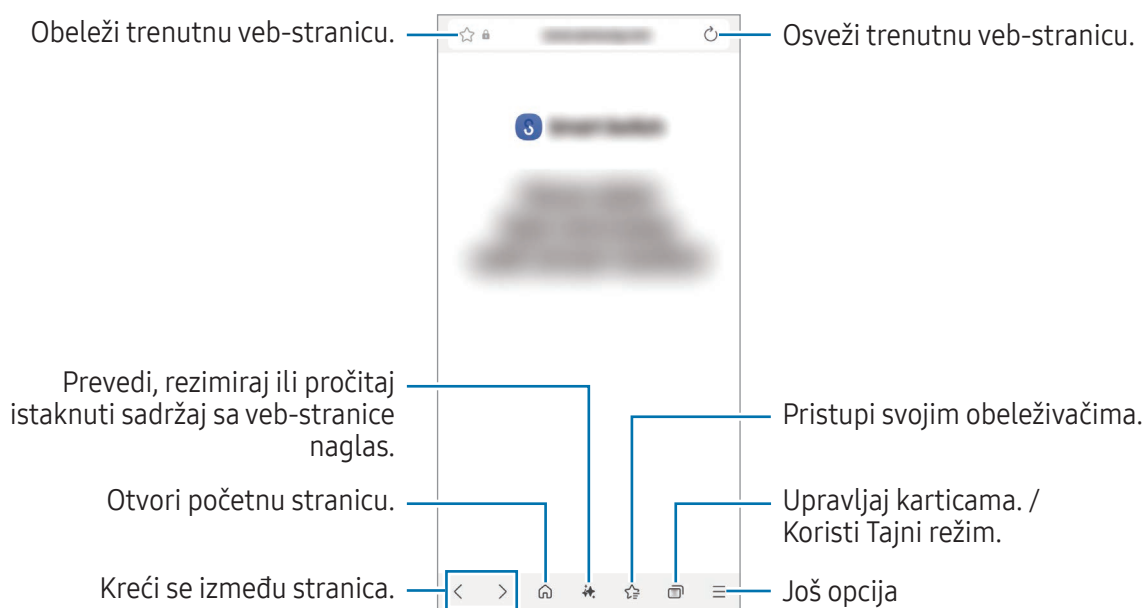 Obeleži trenutnu veb-stranicu.
Osveži trenutnu veb-stranicu.
Prevedi, rezimiraj ili pročitaj
istaknuti sadržaj sa veb-stranice
naglas.
Pristupi svojim obeleživačima.
Otvori početnu stranicu.
Upravljaj karticama. /
Koristi Tajni režim.
Kreći se između stranica.
Još opcija